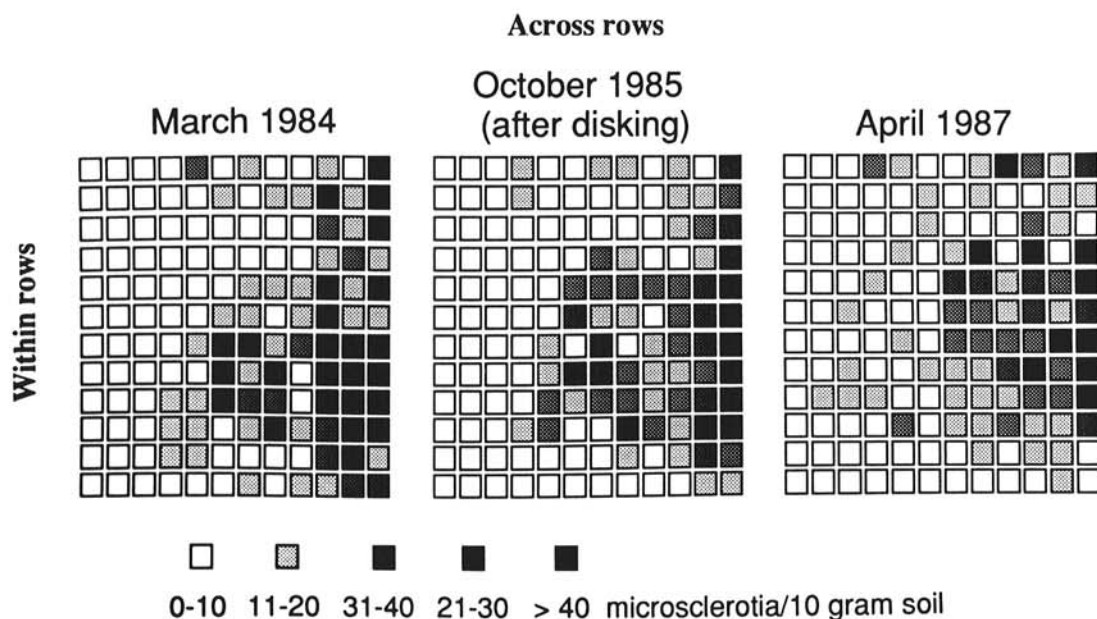 Across rows
March 1984
October 1985
(after disking)
April 1987
Within rows
0-10 11-20 31-40 21-30 > 40 microsclerotia/10 gram soil